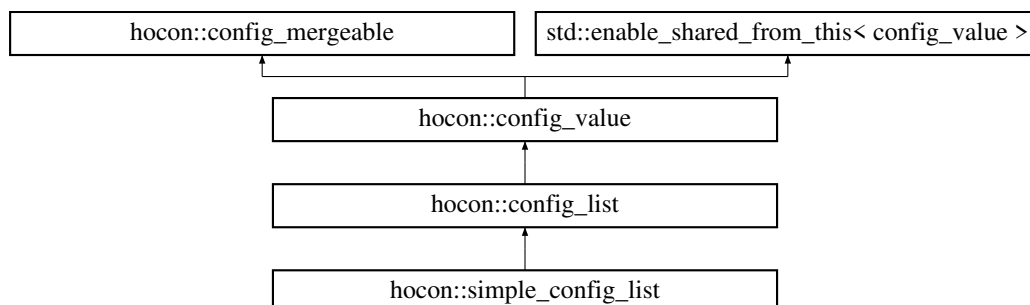 hocon::config_mergeable
std::enable_shared_from_this< config_value >
hocon::config_value
hocon::config_list
hocon::simple_config_list